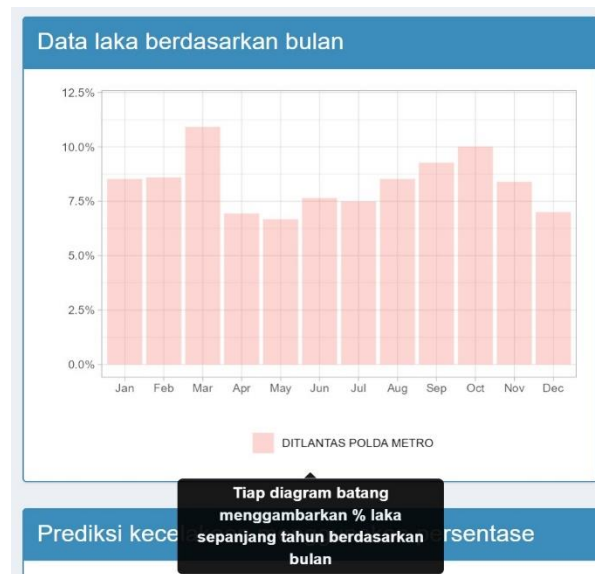 Data laka berdasarkan bulan
12.5%
10.0%
7.5%
5.0%
2.5%
0.0%
Jan Feb Mar Apr May Jun Jul Aug Sep Oct Nov Dec
DITLANTAS POLDA METRO
Tiap diagram batang
menggambarkan % laka
sepanjang tahun berdasarkan
bulan
Prediksi persentase